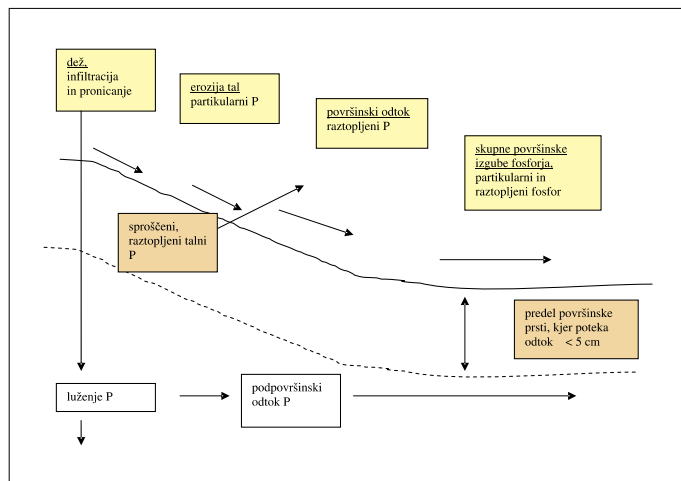 dež,
infiltracija
in pronicanje
erozija tal
partikularni P
površinski odtok
raztopljeni P
skupne površinske
izgube fosforja,
partikularni in
raztopljeni fosfor
sproščeni,
raztopljeni talni
P
predel površinske
prsti, kjer poteka
odtok < 5 cm
luženje P
podpovršinski
odtok P